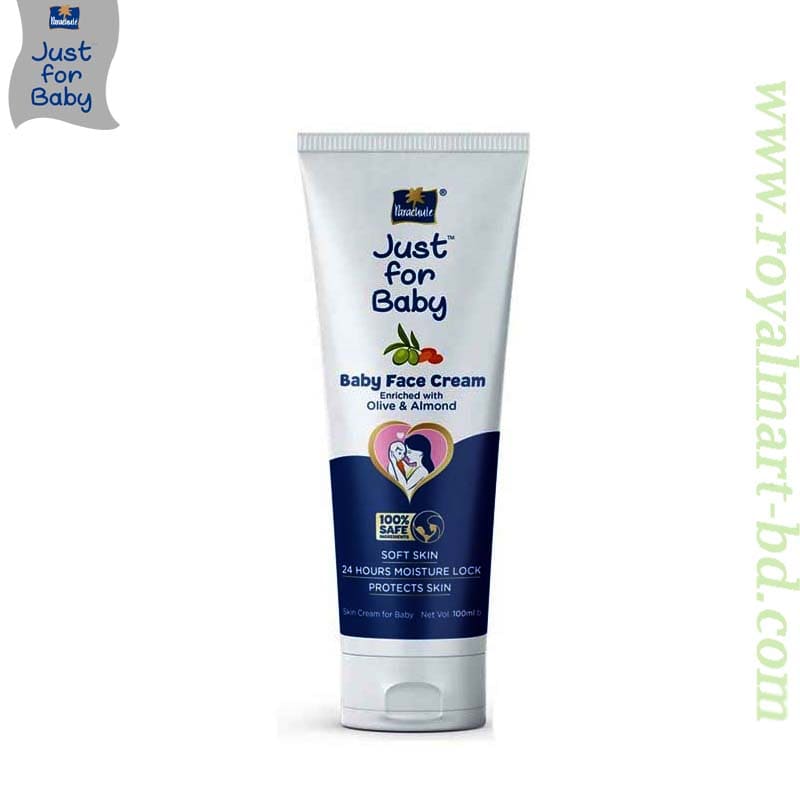 Parachute
Just
for
Baby
Parachute ®
Just™
for
Baby
Baby Face Cream
Enriched with
Olive & Almond
100%
SAFE
INGREDIENTS
SOFT SKIN
24 HOURS MOISTURE LOCK
PROTECTS SKIN
Skin Cream for Baby Net Vol. 100ml
www.royalmart-bd.com